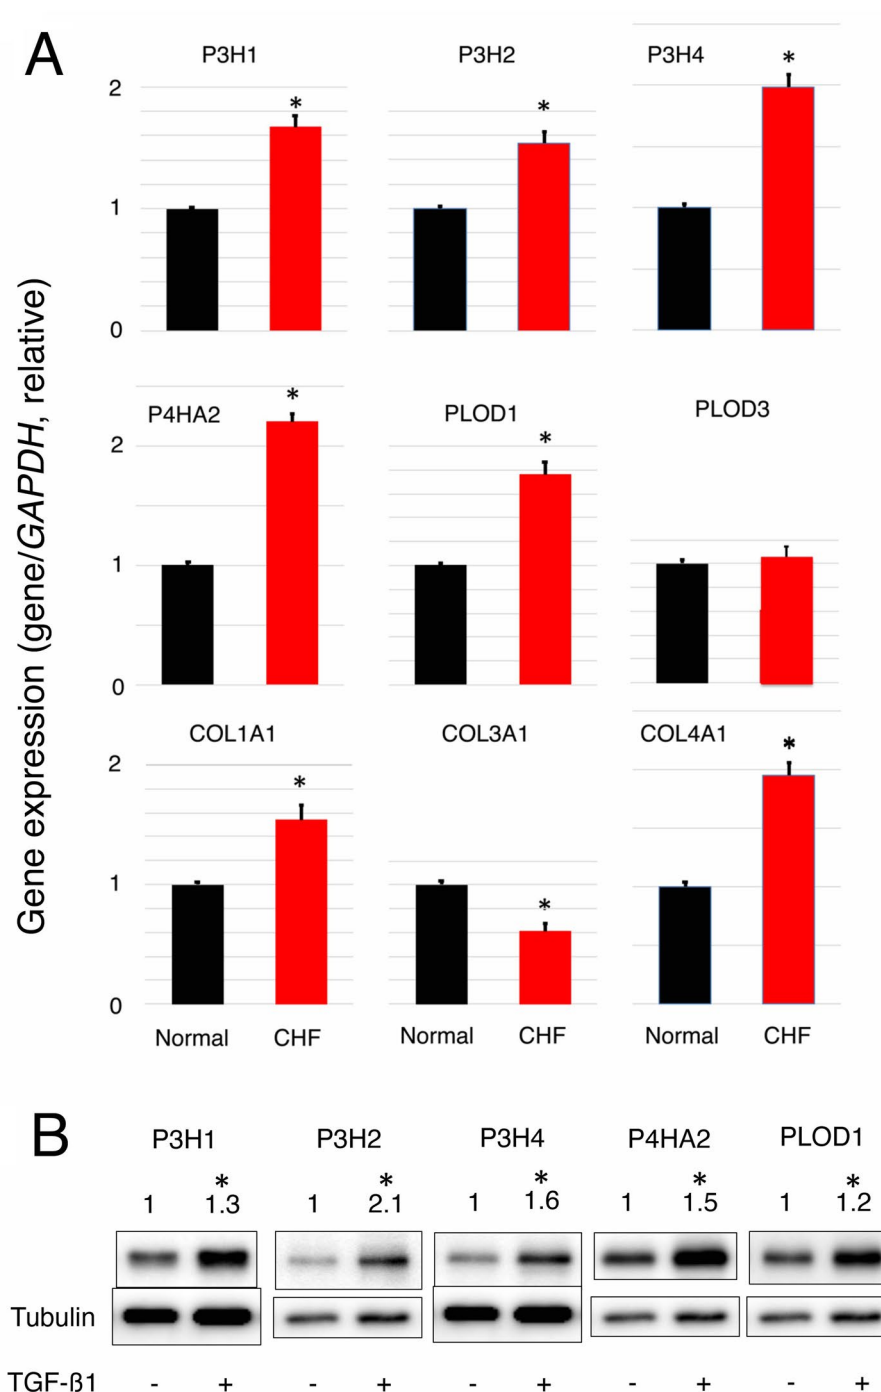 A
P3H1 P3H2 P3H4
* * *
2
1
0
Gene expression (gene/GAPDH, relative)
P4HA2 PLOD1 PLOD3
* *
2
1
0
COL1A1 COL3A1 COL4A1
* * *
2
1
0
Normal CHF Normal CHF Normal CHF
B
P3H1 P3H2 P3H4 P4HA2 PLOD1
* * * * *
1 1.3 1 2.1 1 1.6 1 1.5 1 1.2
Tubulin
TGF-ß1 - + - + - + - + - +